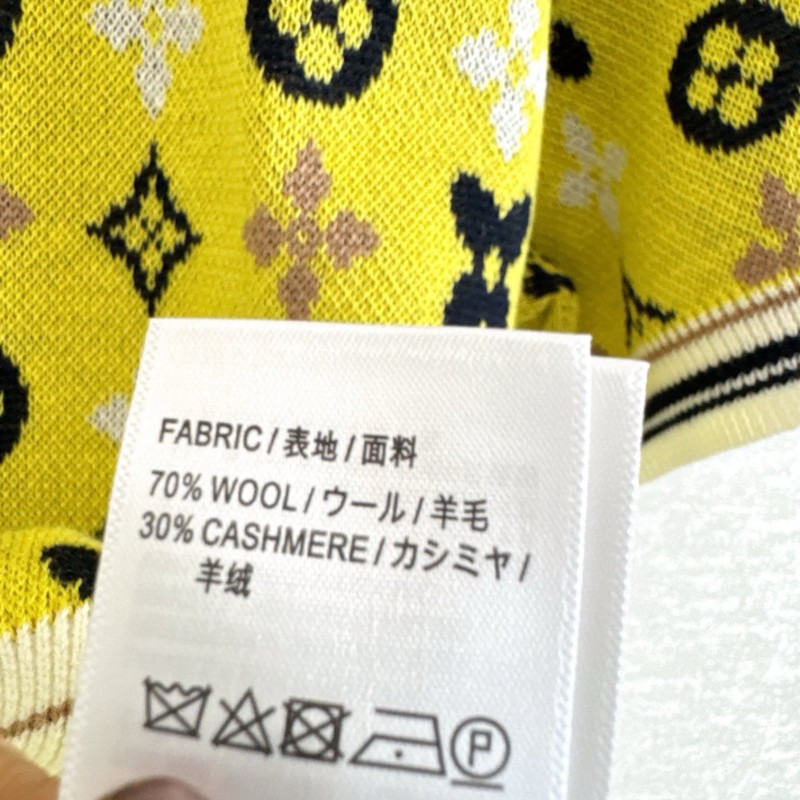 FABRIC / 表地 / 面料
70% WOOL / ウール / 羊毛
30% CASHMERE / カシミヤ /
羊绒
P